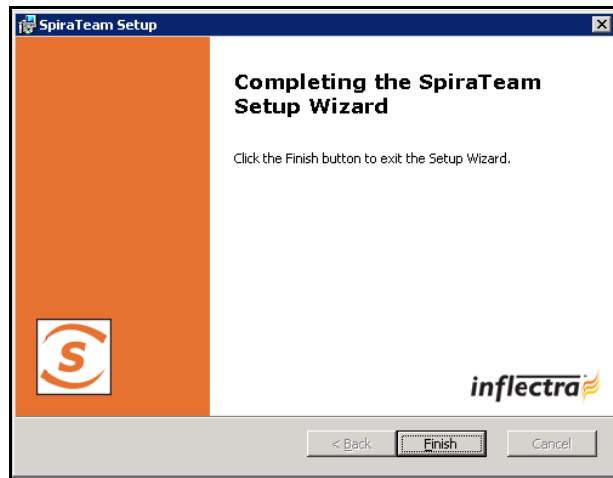 SpiraTeam Setup
Completing the SpiraTeam
Setup Wizard
Click the Finish button to exit the Setup Wizard.
S
inflectra
< Back
Finish
Cancel